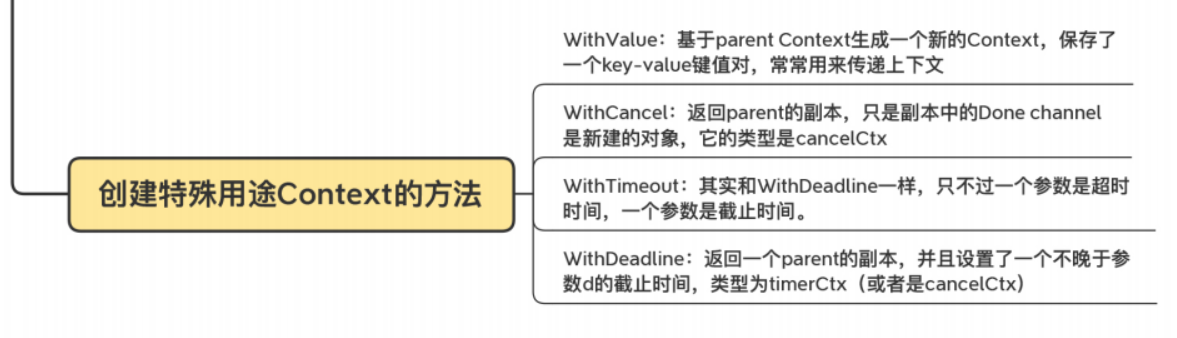 WithValue：基于parent Context生成一个新的Context，保存了
一个key-value键值对，常常用来传递上下文
WithCancel：返回parent的副本，只是副本中的Done channel
是新建的对象，它的类型是cancelCtx
创建特殊用途Context的方法
WithTimeout：其实和WithDeadline一样，只不过一个参数是超时
时间，一个参数是截止时间。
WithDeadline：返回一个parent的副本，并且设置了一个不晚于参
数d的截止时间，类型为timerCtx（或者是cancelCtx）